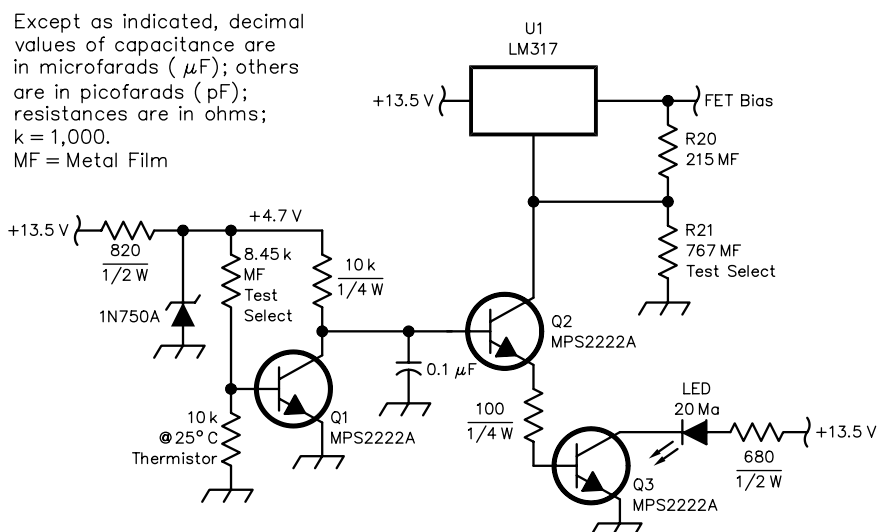 Except as indicated, decimal
values of capacitance are
in microfarads ( μF); others
are in picofarads ( pF);
resistances are in ohms;
k = 1,000.
MF = Metal Film
U1
LM317
+13.5 V
FET Bias
R20
215 MF
R21
767 MF
Test Select
+13.5 V
820
1/2 W
+4.7 V
8.45 k
MF
Test
Select
10 k
1/4 W
1N750A
Q1
MPS2222A
10 k
@ 25° C
Thermistor
0.1 μF
Q2
MPS2222A
100
1/4 W
LED
20 Ma
+13.5 V
680
1/2 W
Q3
MPS2222A